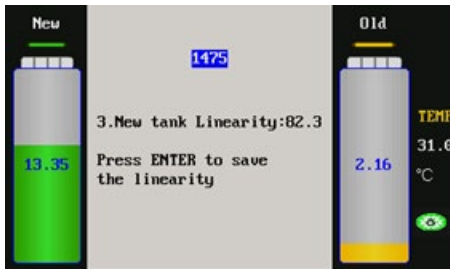 New
Old
1475
3.New tank Linearity:82.3
TEMP
13.35
Press ENTER to save
2.16
31.0
the linearity
°C